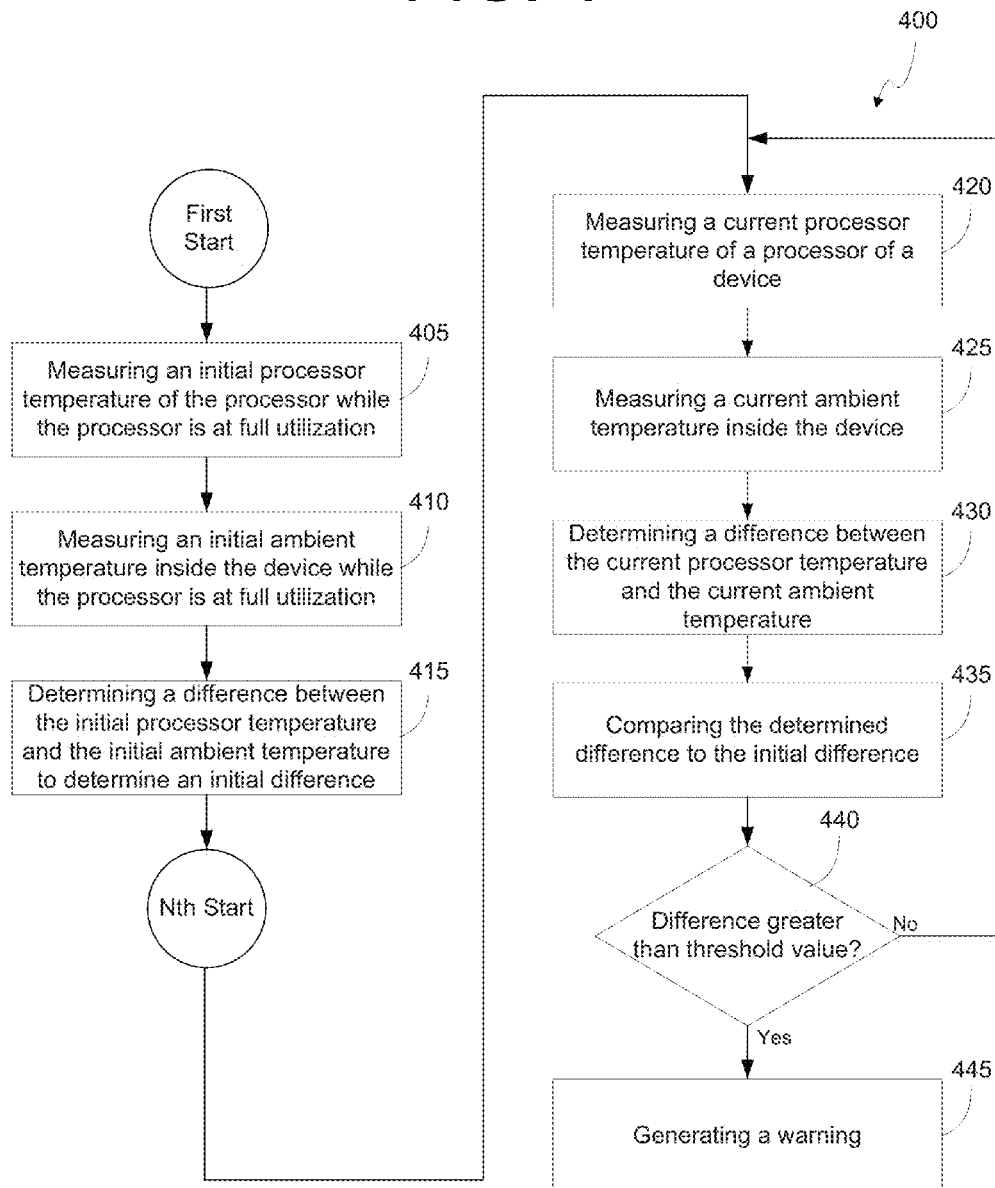 400
First
Start
405
Measuring an initial processor
temperature of the processor while
the processor is at full utilization
410
Measuring an initial ambient
temperature inside the device while
the processor is at full utilization
415
Determining a difference between
the initial processor temperature
and the initial ambient temperature
to determine an initial difference
Nth Start
420
Measuring a current processor
temperature of a processor of a
device
425
Measuring a current ambient
temperature inside the device
430
Determining a difference between
the current processor temperature
and the current ambient
temperature
435
Comparing the determined
difference to the initial difference
440
Difference greater
than threshold value?
No
Yes
445
Generating a warning